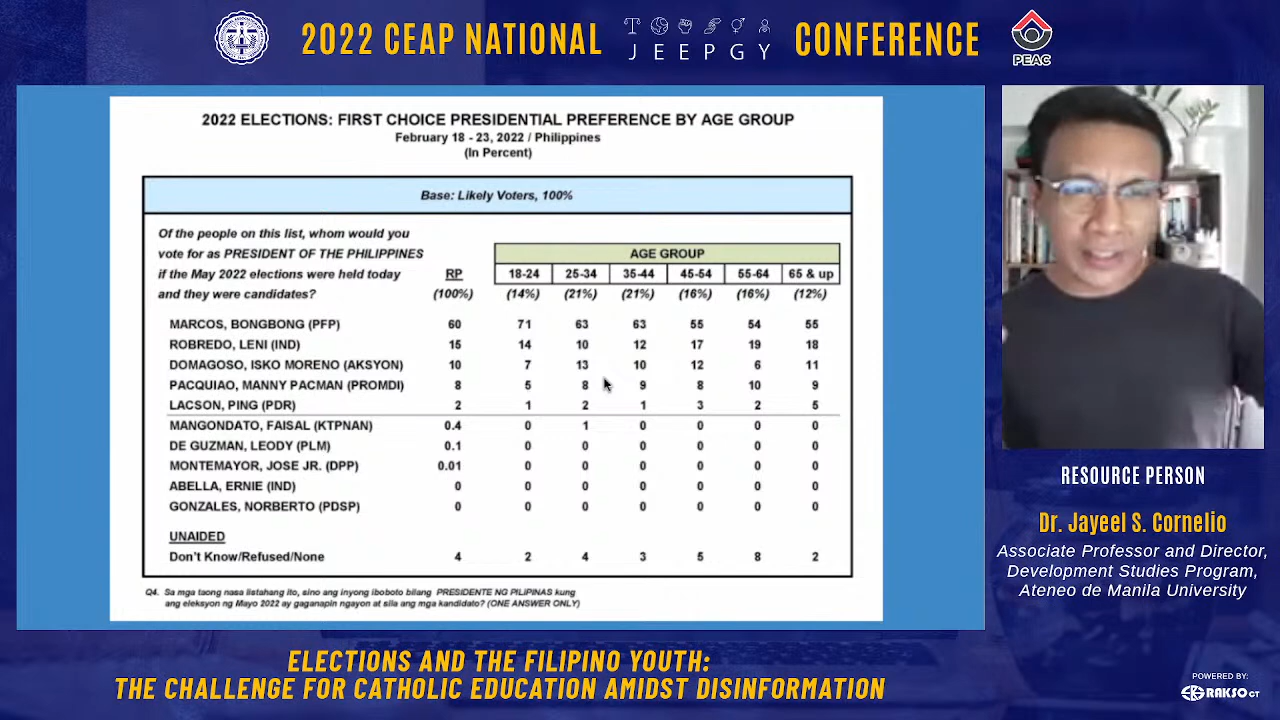 2022 CEAP NATIONAL JEEPGY CONFERENCE
PEAC
2022 ELECTIONS: FIRST CHOICE PRESIDENTIAL PREFERENCE BY AGE GROUP
February 18 - 23, 2022 / Philippines
(In Percent)
Base: Likely Voters, 100%
Of the people on this list, whom would you
vote for as PRESIDENT OF THE PHILIPPINES
if the May 2022 elections were held today
and they were candidates?
RP
(100%)
AGE GROUP
18-24 25-34 35-44 45-54 55-64 65 & up
(14%) (21%) (21%) (16%) (16%) (12%)
MARCOS, BONGBONG (PFP) 60 71 63 63 55 54 55
ROBREDO, LENI (IND) 15 14 10 12 17 19 18
DOMAGOSO, ISKO MORENO (AKSYON) 10 7 13 10 12 6 11
PACQUIAO, MANNY PACMAN (PROMDI) 8 5 8 9 8 10 9
LACSON, PING (PDR) 2 1 2 1 3 2 5
MANGONDATO, FAISAL (KTPNAN) 0.4 0 1 0 0 0 0
DE GUZMAN, LEODY (PLM) 0.1 0 0 0 0 0 0
MONTEMAYOR, JOSE JR. (DPP) 0.01 0 0 0 0 0 0
ABELLA, ERNIE (IND) 0 0 0 0 0 0 0
GONZALES, NORBERTO (PDSP) 0 0 0 0 0 0 0
UNAIDED
Don't Know/Refused/None 4 2 4 3 5 8 2
Q4. Sa mga taong nasa listahang ito, sino ang inyong iboboto bilang PRESIDENTE NG PILIPINAS kung
ang eleksyon ng Mayo 2022 ay gaganapin ngayon at sila ang mga kandidato? (ONE ANSWER ONLY)
RESOURCE PERSON
Dr. Jayeel S. Cornelio
Associate Professor and Director,
Development Studies Program,
Ateneo de Manila University
ELECTIONS AND THE FILIPINO YOUTH:
THE CHALLENGE FOR CATHOLIC EDUCATION AMIDST DISINFORMATION
POWERED BY:
RAKSO CT